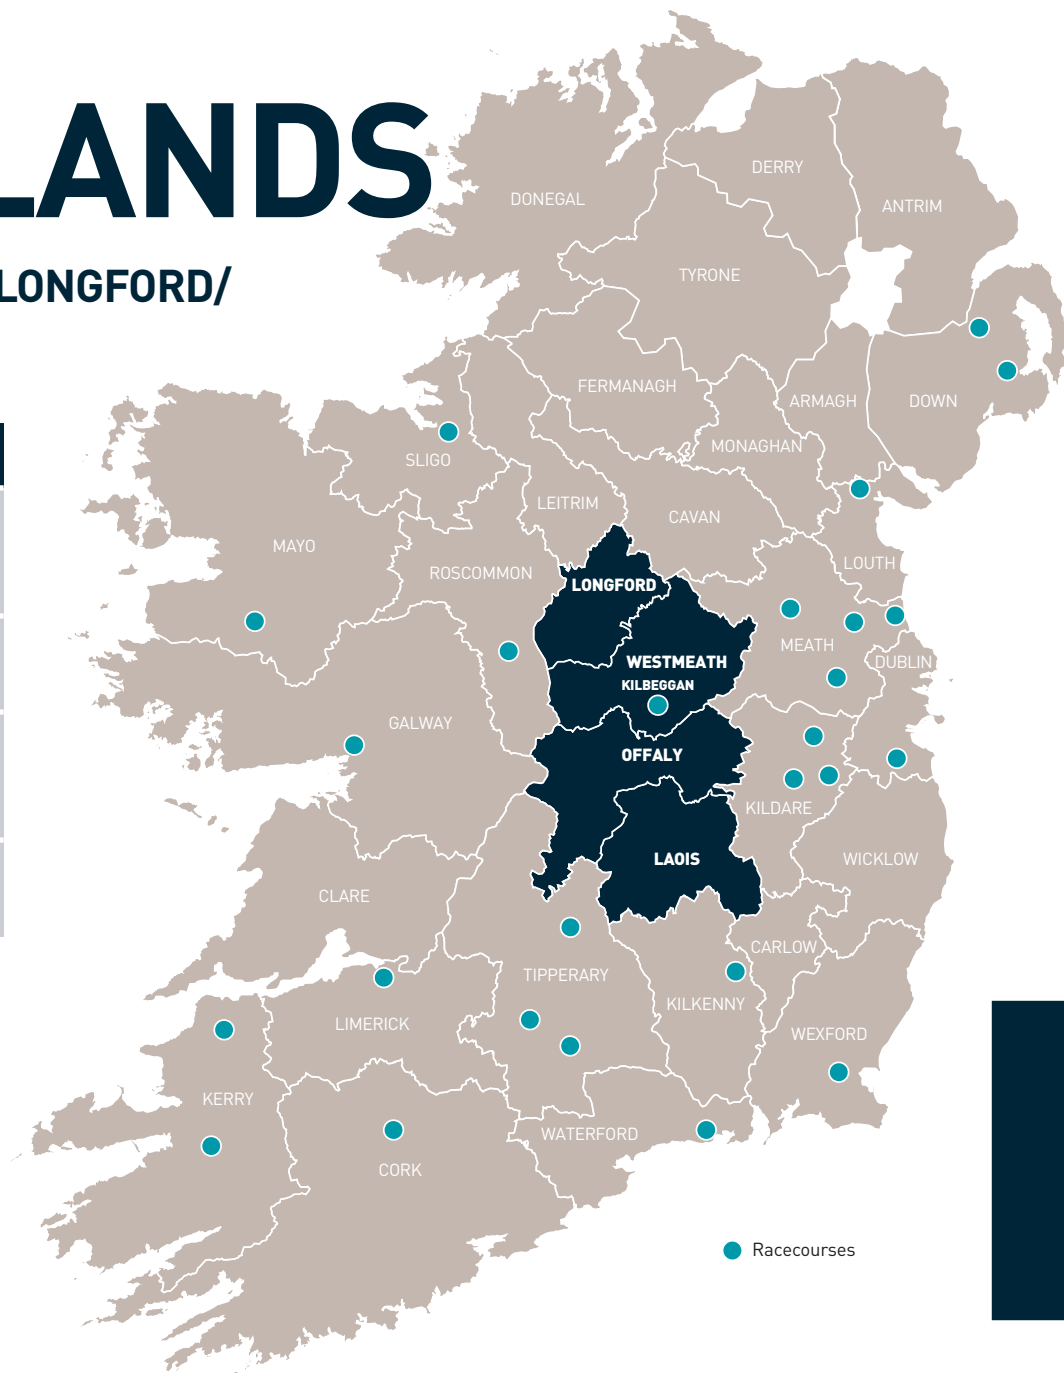 LANDS
LONGFORD/
DERRY
DONEGAL
ANTRIM
TYRONE
FERMANAGH
ARMAGH
DOWN
MONAGHAN
SLIGO
LEITRIM
CAVAN
MAYO
LOUTH
ROSCOMMON
LONGFORD
MEATH
DUBLIN
WESTMEATH
KILBEGGAN
GALWAY
OFFALY
KILDARE
LAOIS
WICKLOW
CLARE
CARLOW
TIPPERARY
KILKENNY
LIMERICK
WEXFORD
KERRY
WATERFORD
CORK
Racecourses